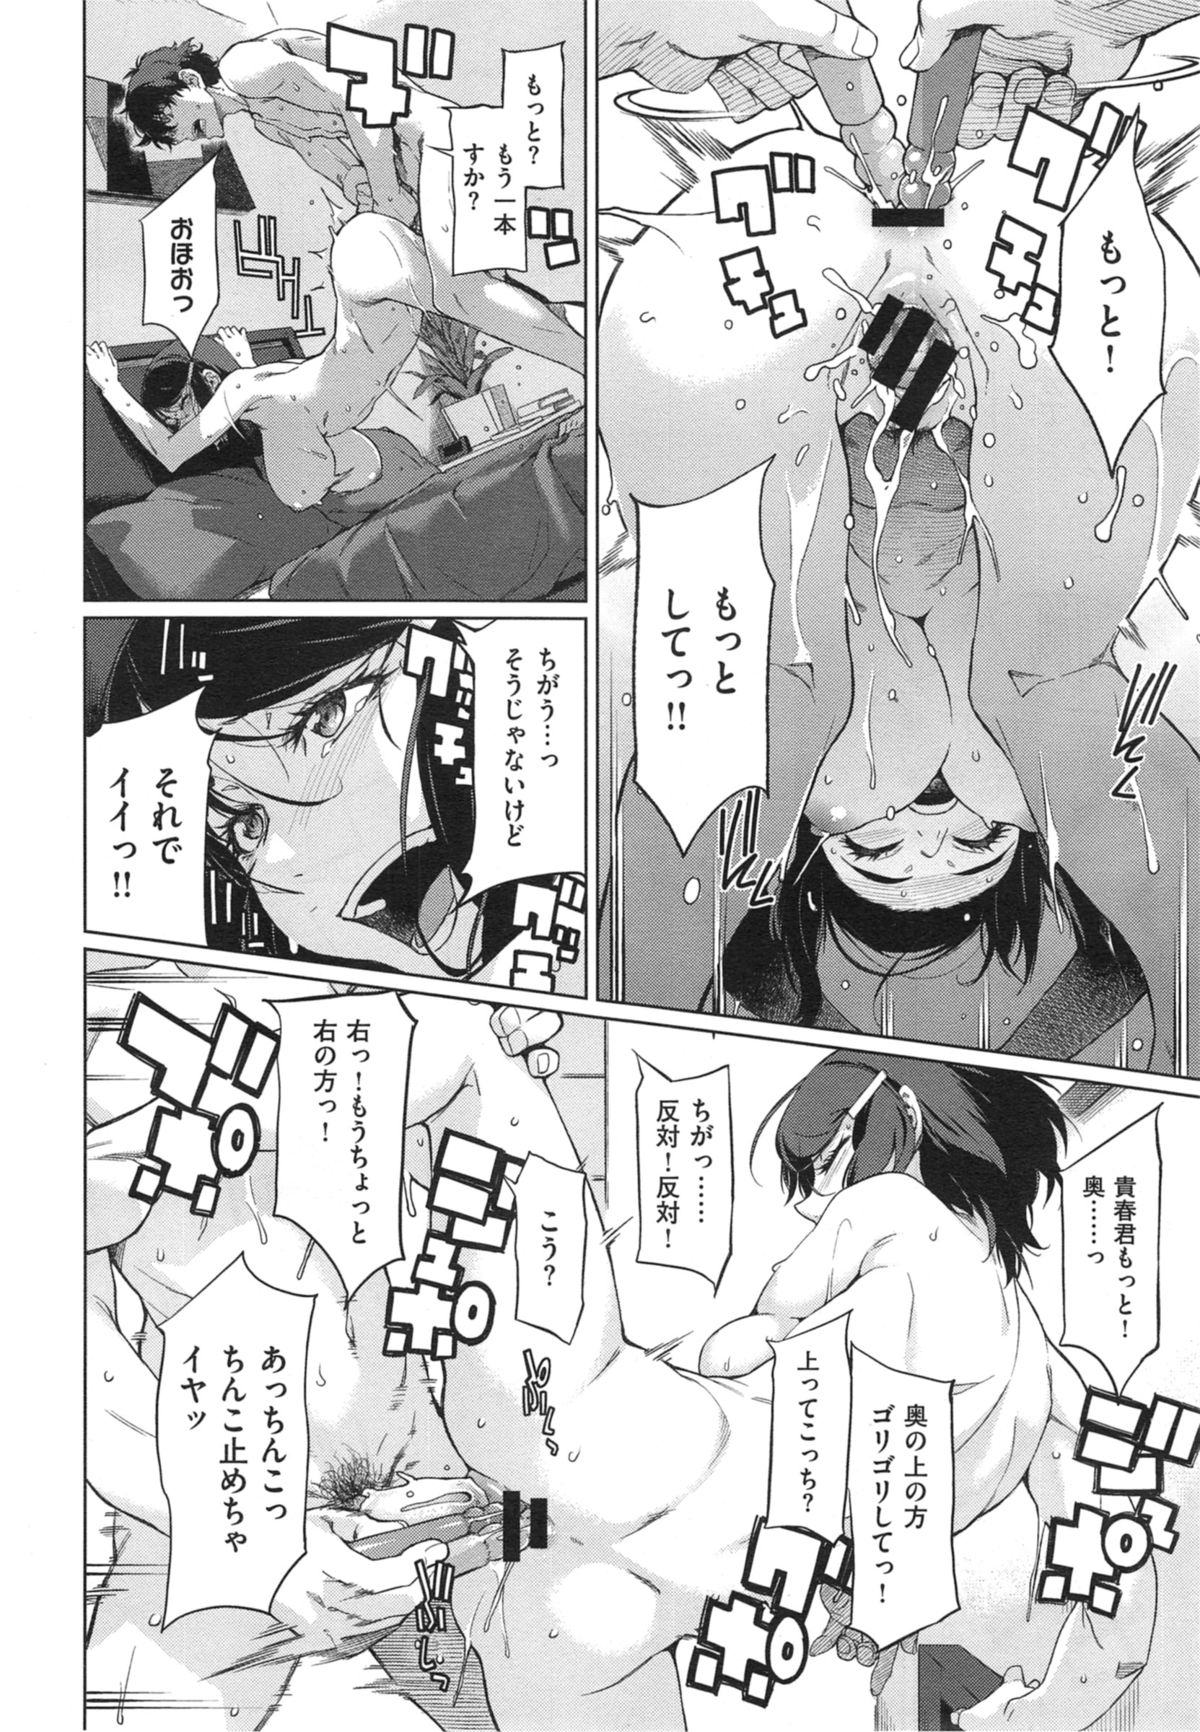 もっと！
もっと
してっ!!
もっと？
もう一本
すか？
おほおっ
ちがう…っ
そうじゃないけど
それで
イイっ!!
貴春君もっと！
奥……っ
奥の上の方
ゴリゴリしてっ！
上ってこっち？
ちがっ……
反対！反対！
こう？
右っ！もうちょっと
右の方っ！
あっちんこっ
ちんこ止めちゃ
イヤッ